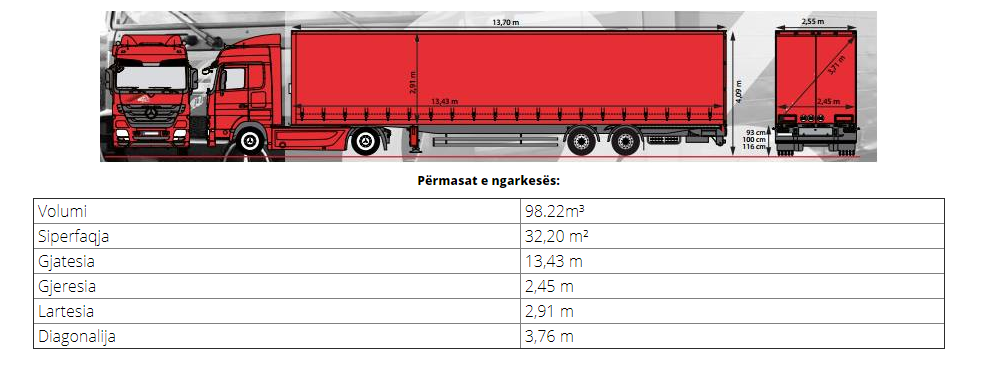 13,70 m
2,55 m
2,91 m
13,43 m
4,09 m
3,71 m
2,45 m
93 cm
100 cm
116 cm
Përmasat e ngarkesës:
Volumi 98.22m³
Siperfaqja 32,20 m²
Gjatesia 13,43 m
Gjeresia 2,45 m
Lartesia 2,91 m
Diagonalija 3,76 m